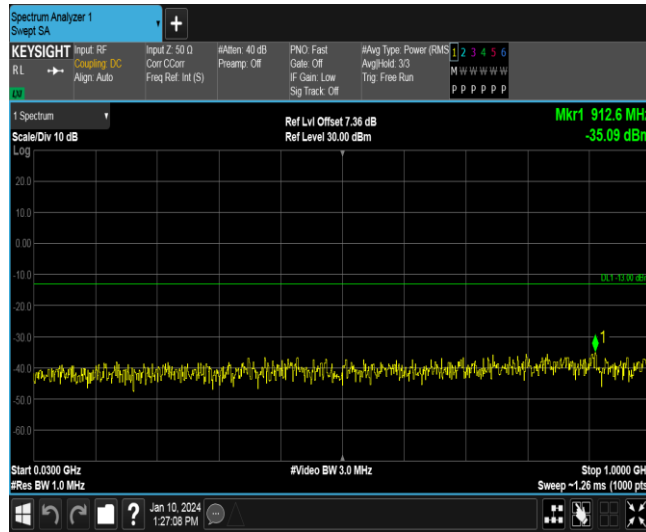 Spectrum Analyzer 1
Swept SA
+
KEYSIGHT
RL
LXI
Input: RF
Coupling: DC
Align: Auto
Input Z: 50 Ω
Corr CCorr
Freq Ref: Int (S)
#Atten: 40 dB
Preamp: Off
PNO: Fast
Gate: Off
IF Gain: Low
Sig Track: Off
#Avg Type: Power (RMS
Avg|Hold: 3/3
Trig: Free Run
1 2 3 4 5 6
M W W W W W
P P P P P P
1 Spectrum
Scale/Div 10 dB
Log
Ref Lvl Offset 7.36 dB
Ref Level 30.00 dBm
Mkr1 912.6 MHz
-35.09 dBm
20.0
10.0
0.00
-10.0
DL1 -13.00 dBm
-20.0
-30.0
1
-40.0
-50.0
-60.0
Start 0.0300 GHz
#Res BW 1.0 MHz
#Video BW 3.0 MHz
Stop 1.0000 GHz
Sweep ~1.26 ms (1000 pts)
?
Jan 10, 2024
1:27:08 PM